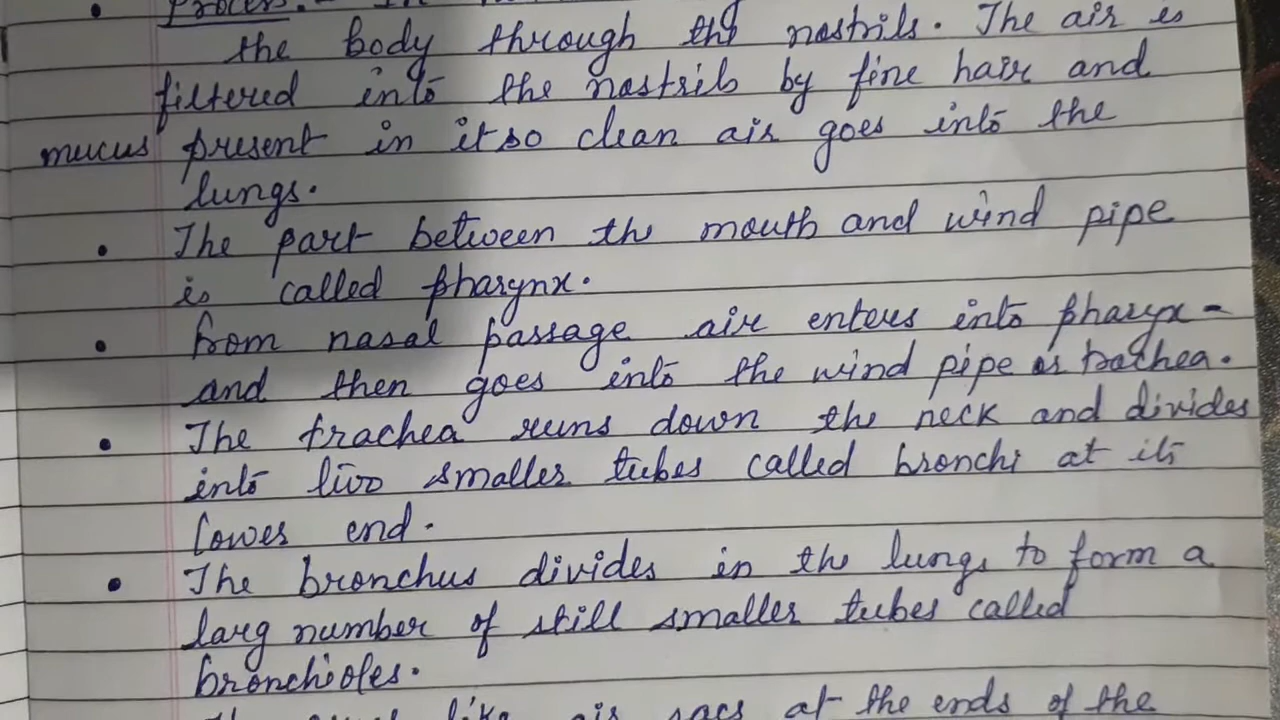 Process :- In
the body through the nostrils. The air is
filtered into the nostrils by fine hair and
mucus present in it so clean air goes into the
lungs.
• The part between the mouth and wind pipe
is called pharynx.
• from nasal passage air enters into pharyx -
and then goes into the wind pipe or trachea.
• The trachea runs down the neck and divides
into two smaller tubes called bronchi at its
lower end.
• The bronchus divides in the lungs to form a
larg number of still smaller tubes called
bronchioles.
like air sacs at the ends of the